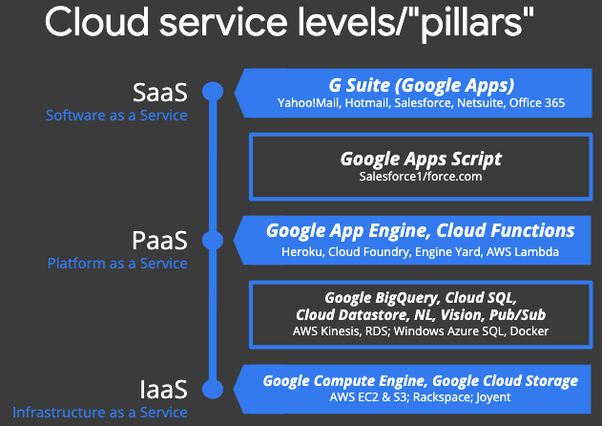 Cloud service levels/"pillars"
SaaS
Software as a Service
G Suite (Google Apps)
Yahoo!Mail, Hotmail, Salesforce, Netsuite, Office 365
Google Apps Script
Salesforce1/force.com
PaaS
Platform as a Service
Google App Engine, Cloud Functions
Heroku, Cloud Foundry, Engine Yard, AWS Lambda
Google BigQuery, Cloud SQL,
Cloud Datastore, NL, Vision, Pub/Sub
AWS Kinesis, RDS; Windows Azure SQL, Docker
IaaS
Infrastructure as a Service
Google Compute Engine, Google Cloud Storage
AWS EC2 & S3; Rackspace; Joyent